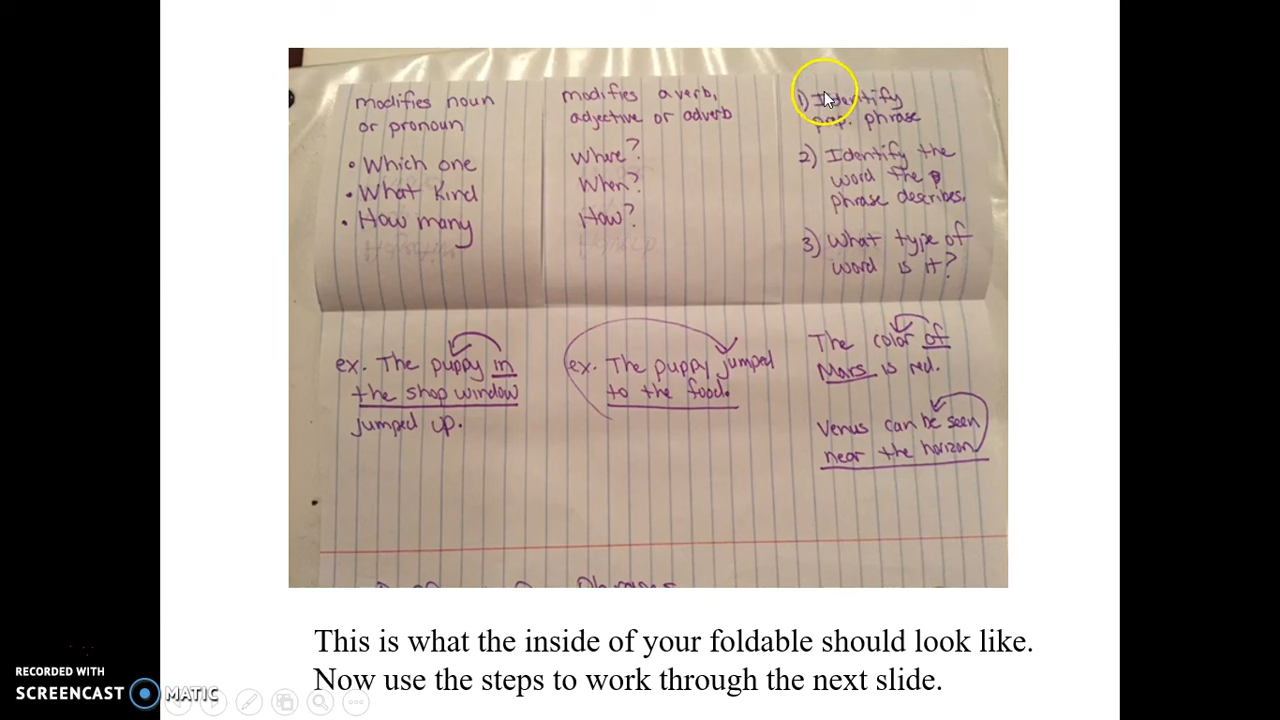 modifies noun
or pronoun
• Which one
• What kind
• How many
modifies a verb,
adjective or adverb
Where?
When?
How?
1) Identify
prep. phrase
2) Identify the
word the
phrase describes.
3) What type of
word is it?
ex. The puppy in
the shop window
jumped up.
ex. The puppy jumped
to the food.
The color of
Mars is red.
Venus can be seen
near the horizon
Phrases
This is what the inside of your foldable should look like.
Now use the steps to work through the next slide.
RECORDED WITH
SCREENCAST MATIC